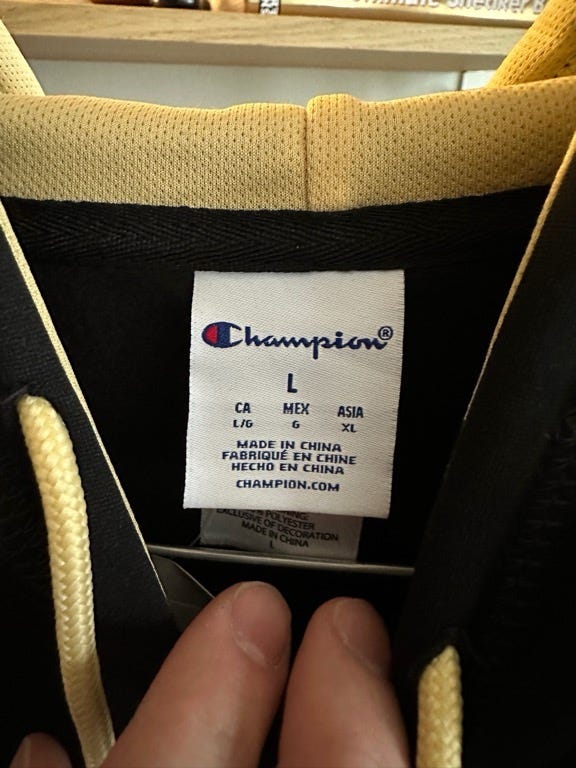 Sneaker B
Champion®
L
CA MEX ASIA
L/G G XL
MADE IN CHINA
FABRIQUÉ EN CHINE
HECHO EN CHINA
CHAMPION.COM
% POLYESTER
EXCLUSIVE OF DECORATION
MADE IN CHINA
L